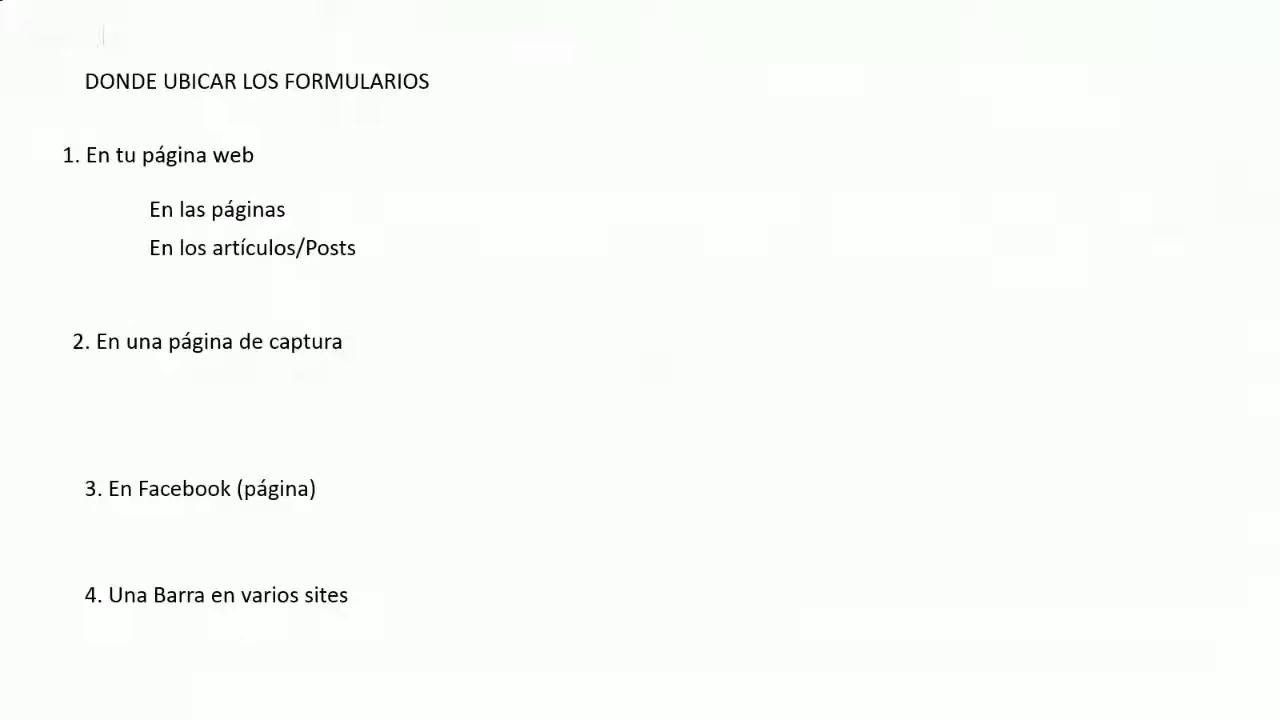 DONDE UBICAR LOS FORMULARIOS
1. En tu página web
En las páginas
En los artículos/Posts
2. En una página de captura
3. En Facebook (página)
4. Una Barra en varios sites